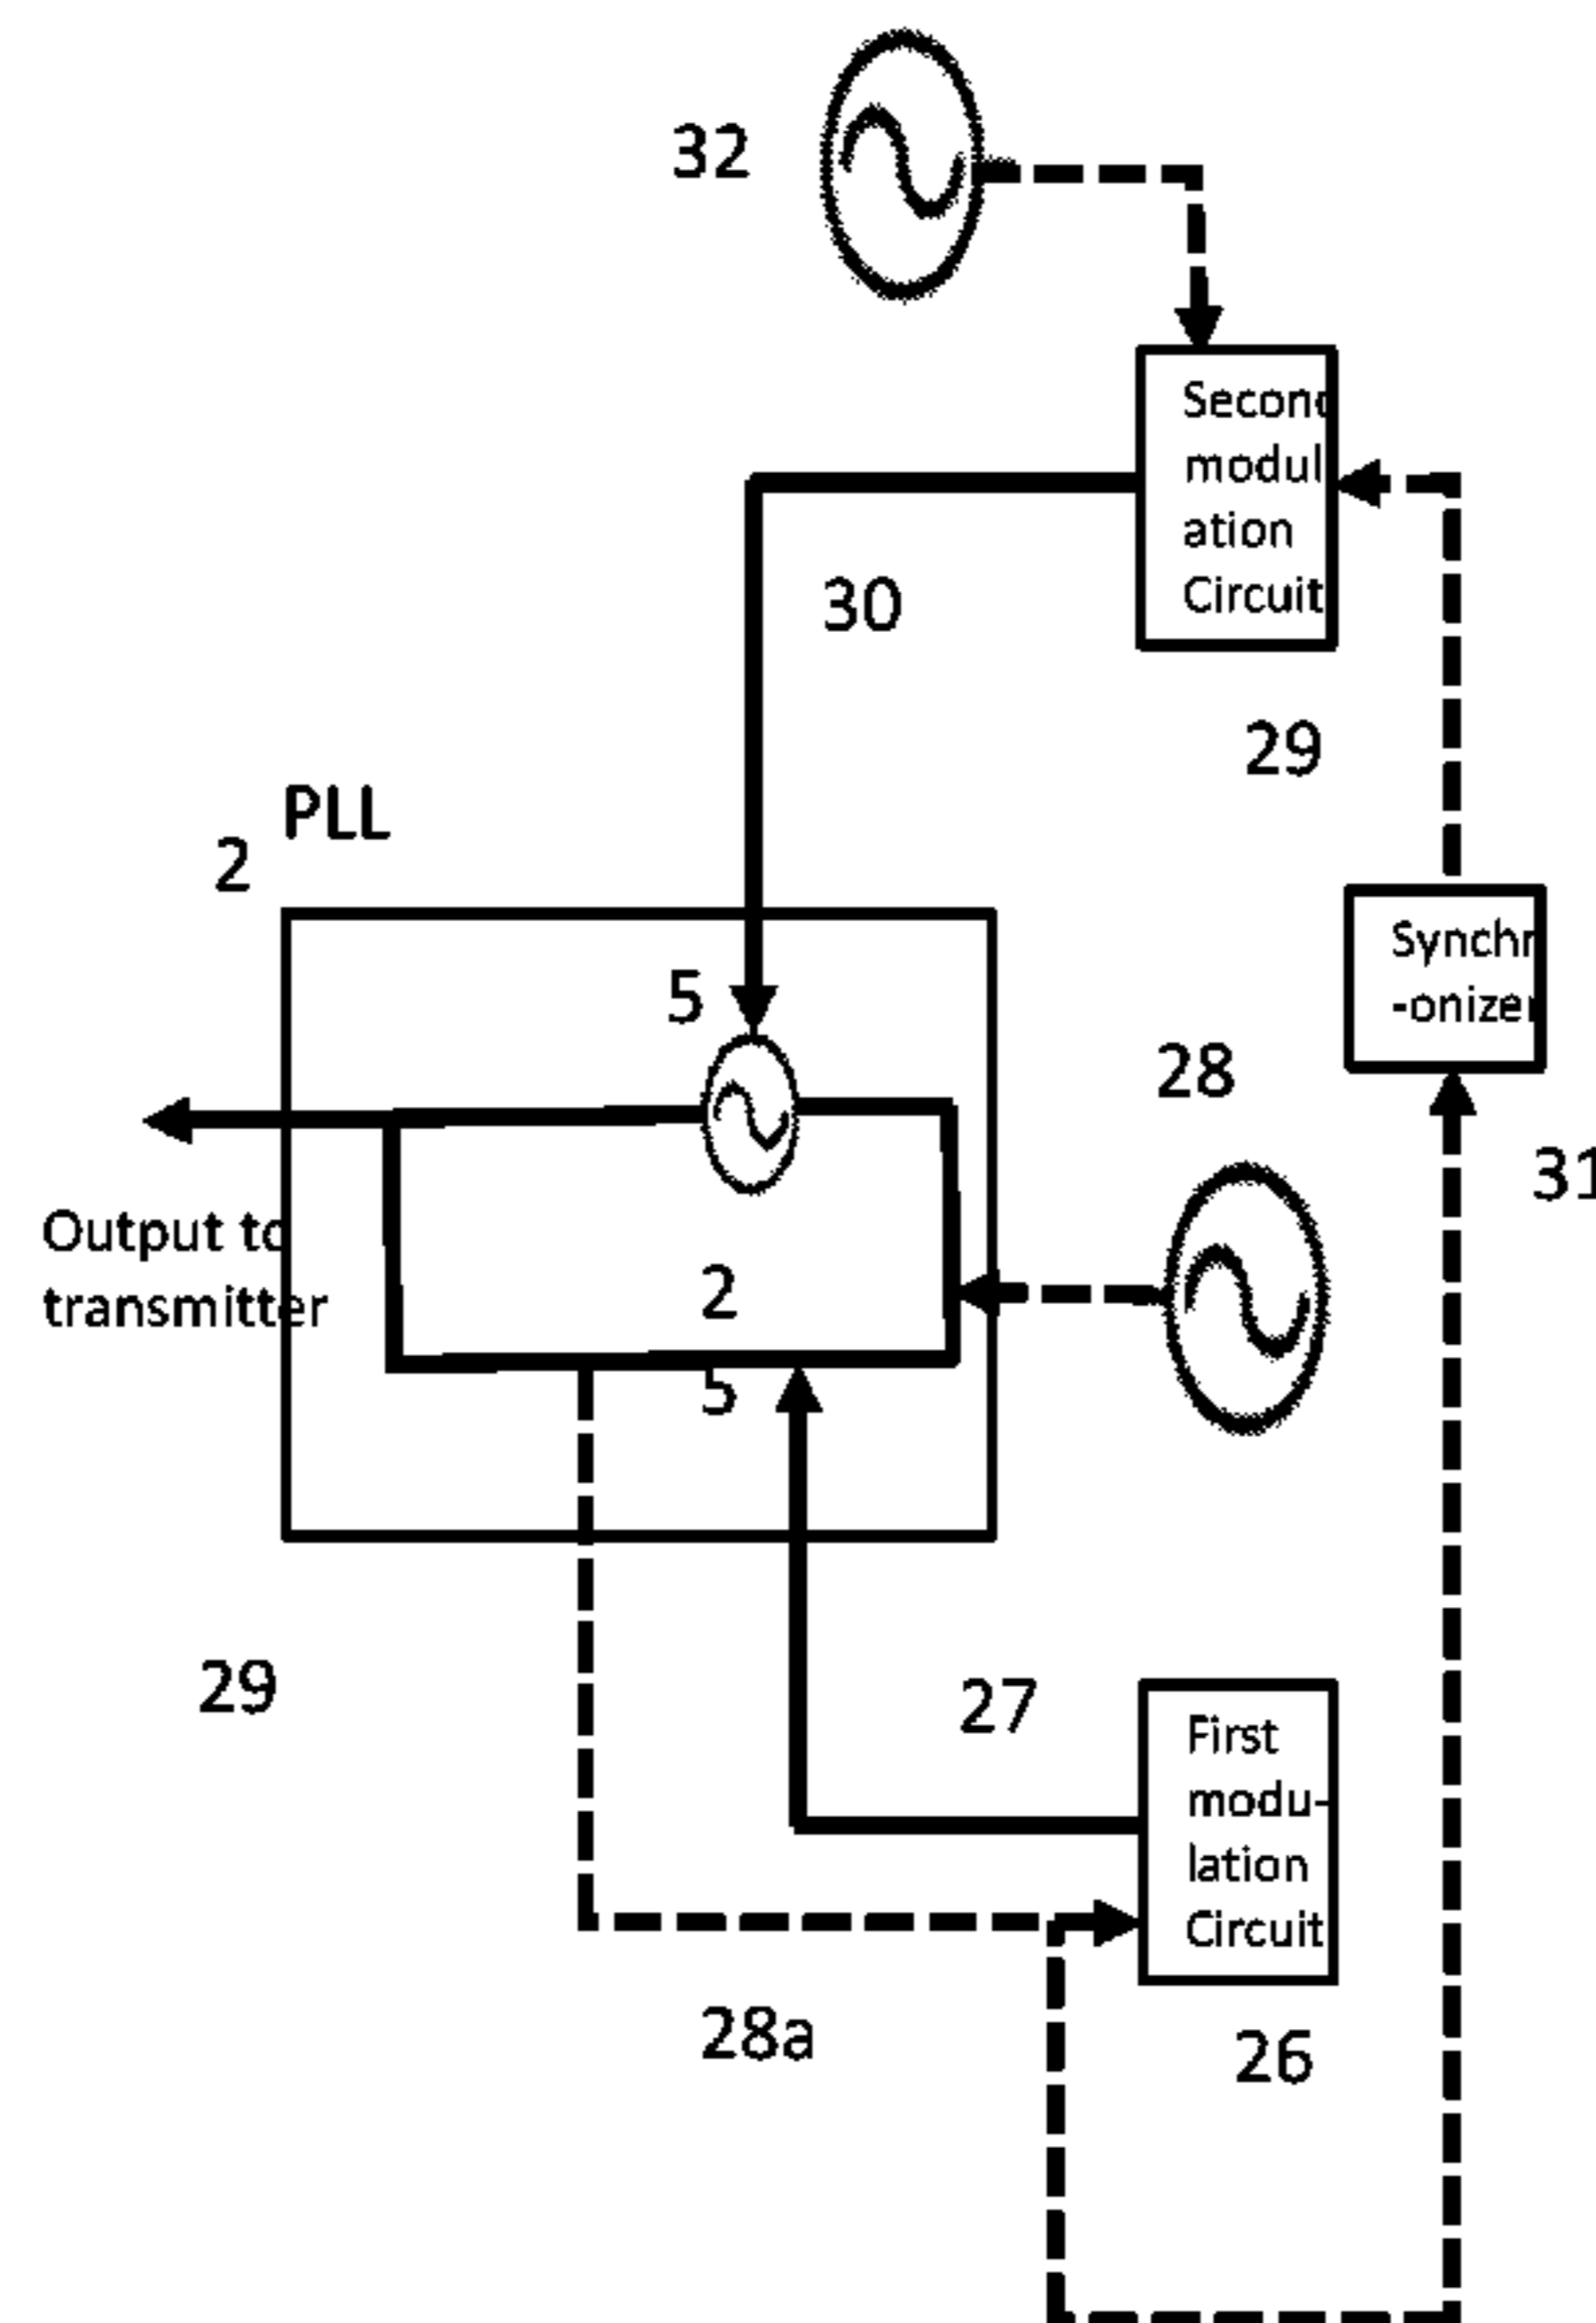 32
Second
modul
ation
Circuit
30
29
PLL
2
Synchr
-onizer
5
28
31
Output to
transmitter
2
5
29
27
First
modu-
lation
Circuit
28a
26